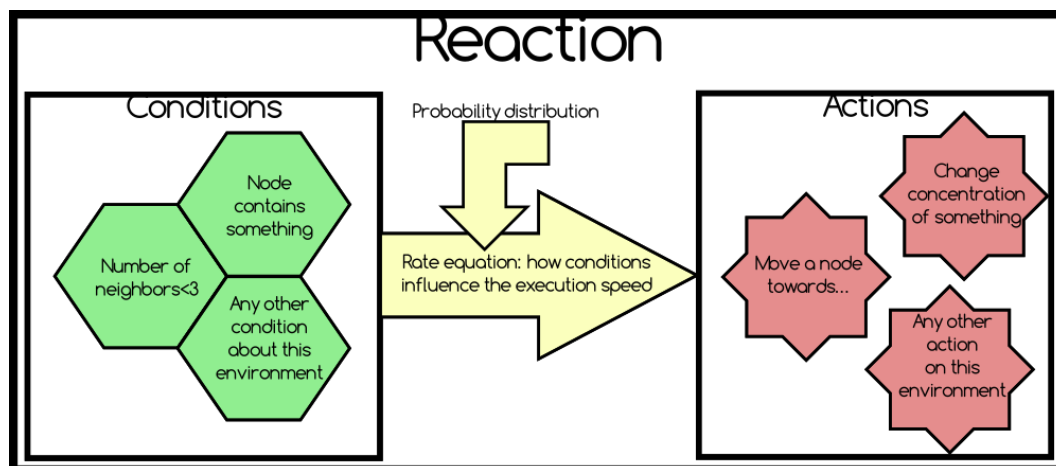 Reaction
Conditions
Node
contains
something
Number of
neighbors<3
Any other
condition
about this
environment
Probability distribution
Rate equation: how conditions
influence the execution speed
Actions
Change
concentration
of something
Move a node
towards...
Any other
action
on this
environment